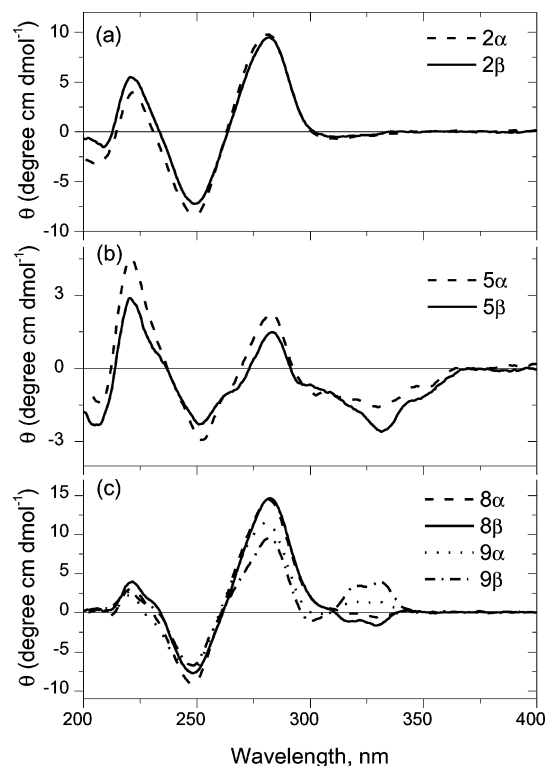 (a)
2α
2β
10
5
0
-5
-10
θ (degree cm dmol⁻¹)
(b)
5α
5β
3
0
-3
θ (degree cm dmol⁻¹)
(c)
8α
8β
9α
9β
15
10
5
0
-5
-10
θ (degree cm dmol⁻¹)
200 250 300 350 400
Wavelength, nm